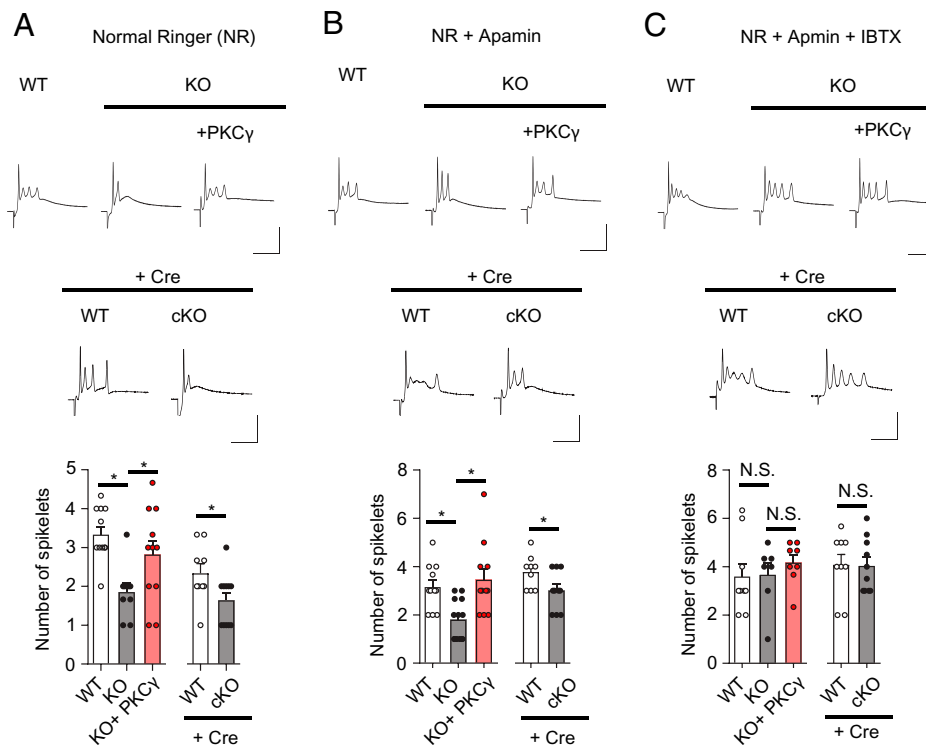 A
Normal Ringer (NR)
WT
KO
+PKCγ
+ Cre
WT
cKO
Number of spikelets
5
4
3
2
1
0
*
*
*
WT
KO
KO+ PKCγ
WT
cKO
+ Cre
B
NR + Apamin
WT
KO
+PKCγ
+ Cre
WT
cKO
Number of spikelets
8
6
4
2
0
*
*
*
WT
KO
KO+ PKCγ
WT
cKO
+ Cre
C
NR + Apmin + IBTX
WT
KO
+PKCγ
+ Cre
WT
cKO
Number of spikelets
8
6
4
2
0
N.S.
N.S.
N.S.
WT
KO
KO+ PKCγ
WT
cKO
+ Cre